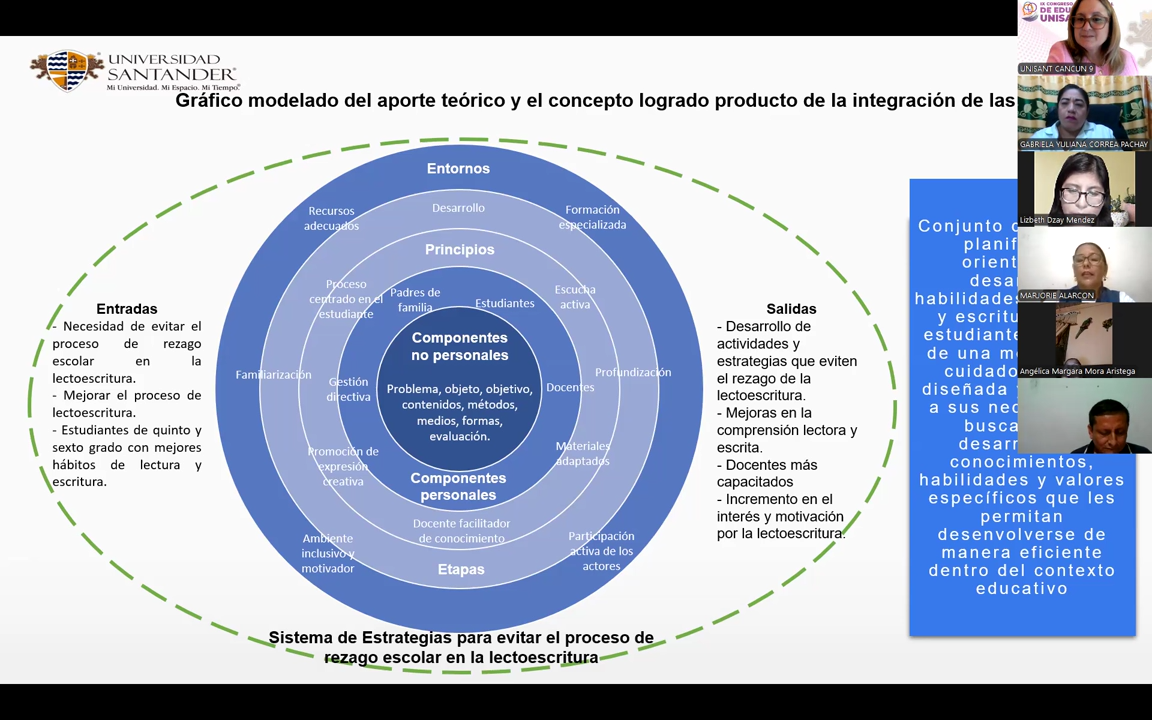 UNIVERSIDAD
SANTANDER
Mi Universidad. Mi Espacio. Mi Tiempo.
Gráfico modelado del aporte teórico y el concepto logrado producto de la integración de las
Entornos
Recursos
adecuados
Desarrollo
Formación
especializada
Principios
Proceso
centrado en el
estudiante
Padres de
familia
Estudiantes
Escucha
activa
Componentes
no personales
Familiarización
Gestión
directiva
Problema, objeto, objetivo,
contenidos, métodos,
medios, formas,
evaluación.
Docentes
Profundización
Promoción de
expresión
creativa
Materiales
adaptados
Componentes
personales
Docente facilitador
de conocimiento
Ambiente
inclusivo y
motivador
Participación
activa de los
actores
Etapas
Entradas
- Necesidad de evitar el
proceso de rezago
escolar en la
lectoescritura.
- Mejorar el proceso de
lectoescritura.
- Estudiantes de quinto y
sexto grado con mejores
hábitos de lectura y
escritura.
Salidas
- Desarrollo de
actividades y
estrategias que eviten
el rezago de la
lectoescritura.
- Mejoras en la
comprensión lectora y
escrita.
- Docentes más
capacitados
- Incremento en el
interés y motivación
por la lectoescritura.
Sistema de Estrategias para evitar el proceso de
rezago escolar en la lectoescritura
Conjunto
planif
orient
desa
habilidades
y escritu
estudiante
de una m
cuidado
diseñada
a sus nec
busca
desarr
conocimientos,
habilidades y valores
específicos que les
permitan
desenvolverse de
manera eficiente
dentro del contexto
educativo
IX CONGRESO
DE EDU
UNISA
UNISANT CANCUN 9
GABRIELA YULIANA CORREA PACHAY
Lizbeth Dzay Mendez
MARJORIE ALARCON
Angélica Margara Mora Aristega